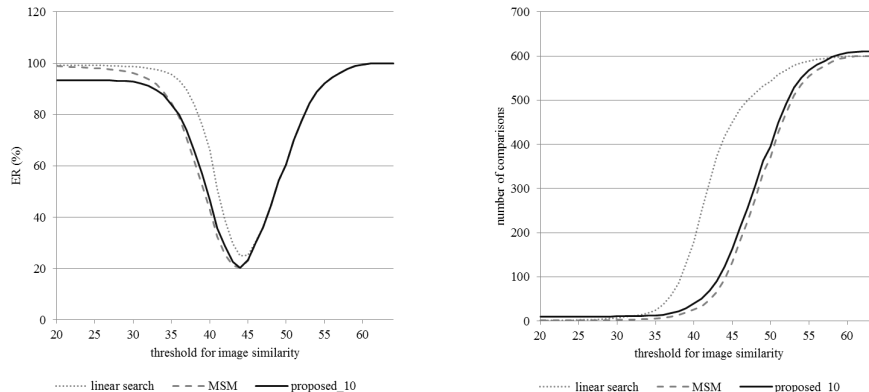 120
100
80
60
40
20
0
ER (%)
20 25 30 35 40 45 50 55 60
threshold for image similarity
linear search MSM proposed_10
700
600
500
400
300
200
100
0
number of comparisons
20 25 30 35 40 45 50 55 60
threshold for image similarity
linear search MSM proposed_10